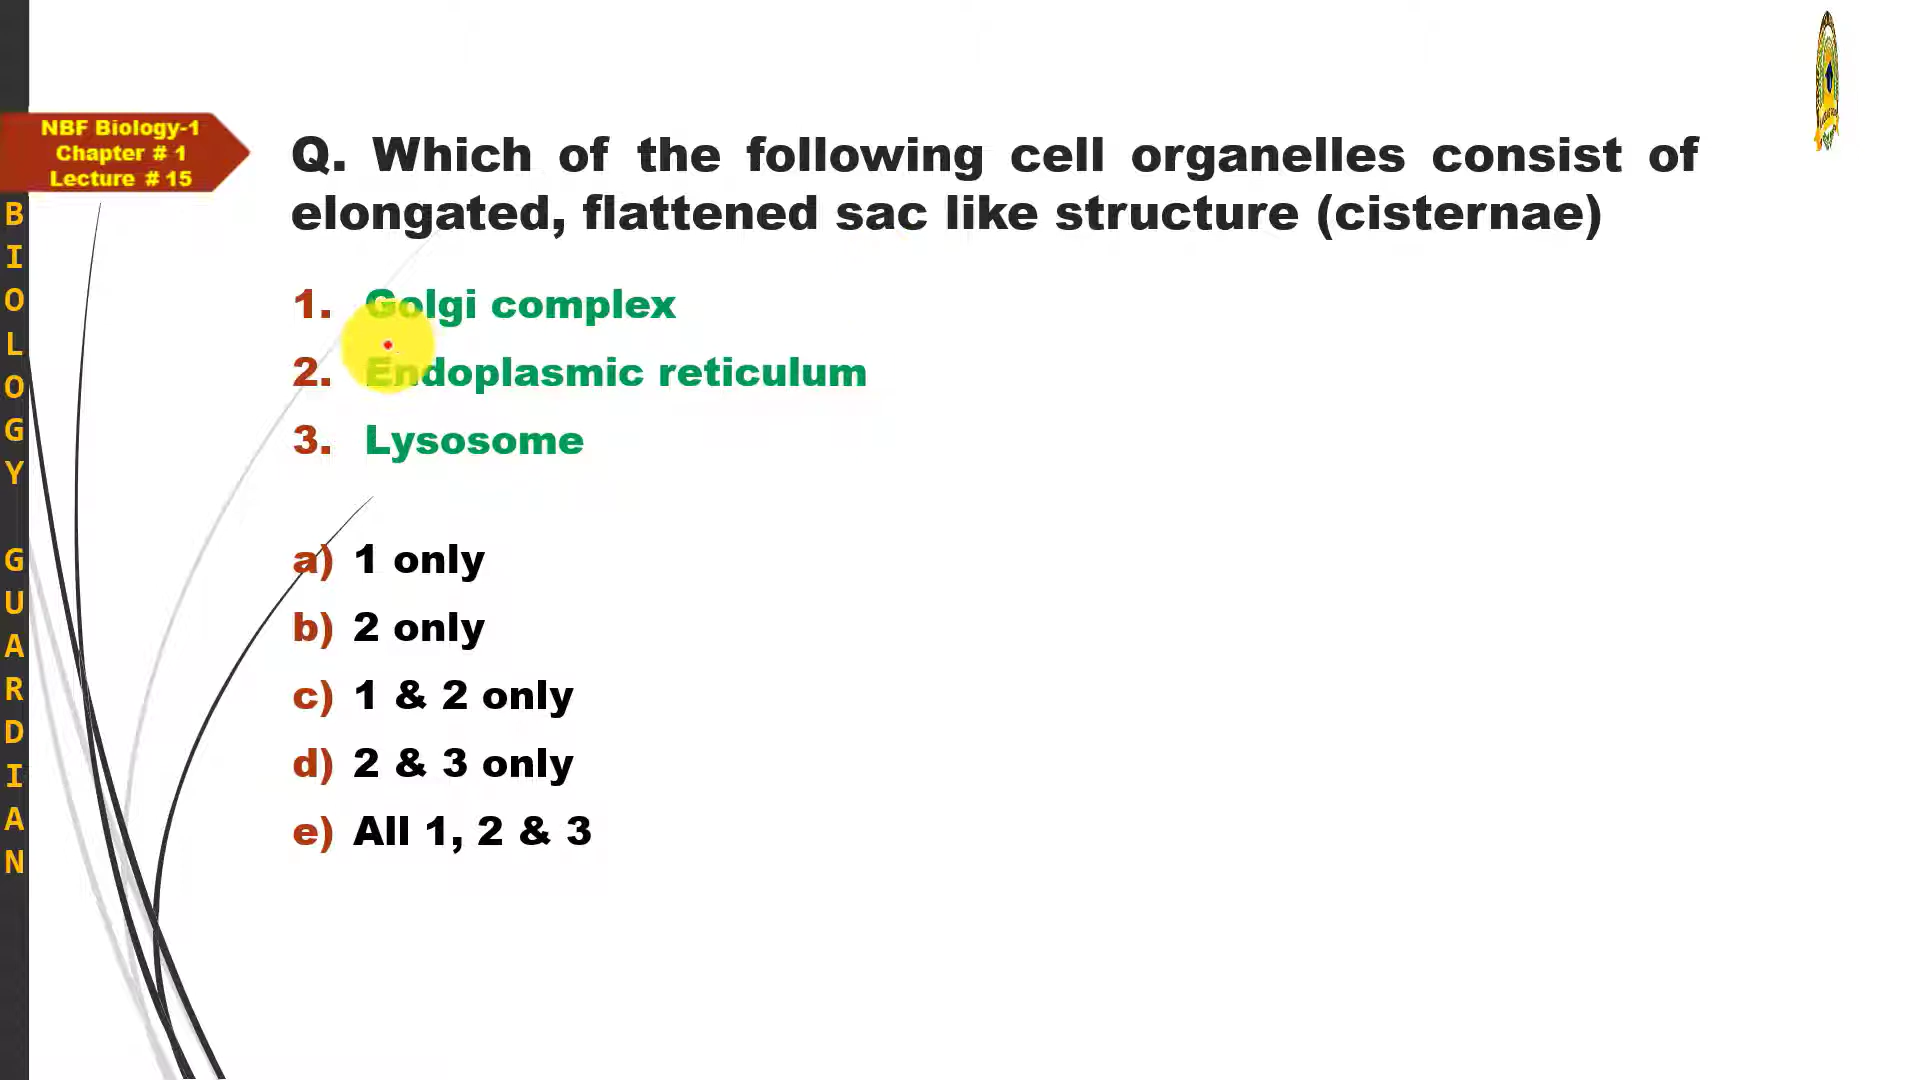 NBF Biology-1
Chapter # 1
Lecture # 15
BIOLOGY GUARDIAN
Q. Which of the following cell organelles consist of
elongated, flattened sac like structure (cisternae)
1. Golgi complex
2. Endoplasmic reticulum
3. Lysosome
a) 1 only
b) 2 only
c) 1 & 2 only
d) 2 & 3 only
e) All 1, 2 & 3